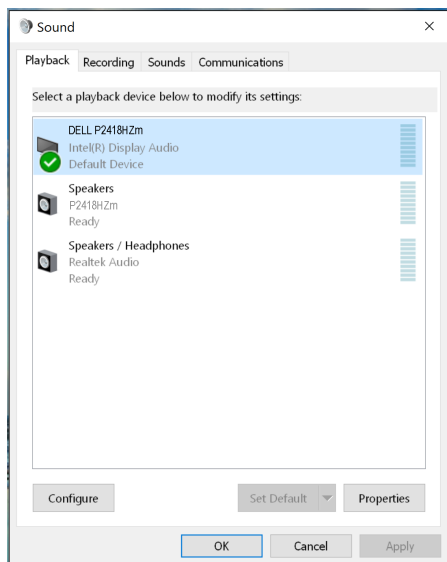 Sound
Playback Recording Sounds Communications
Select a playback device below to modify its settings:
DELL P2418HZm
Intel(R) Display Audio
Default Device
Speakers
P2418HZm
Ready
Speakers / Headphones
Realtek Audio
Ready
Configure Set Default Properties
OK Cancel Apply